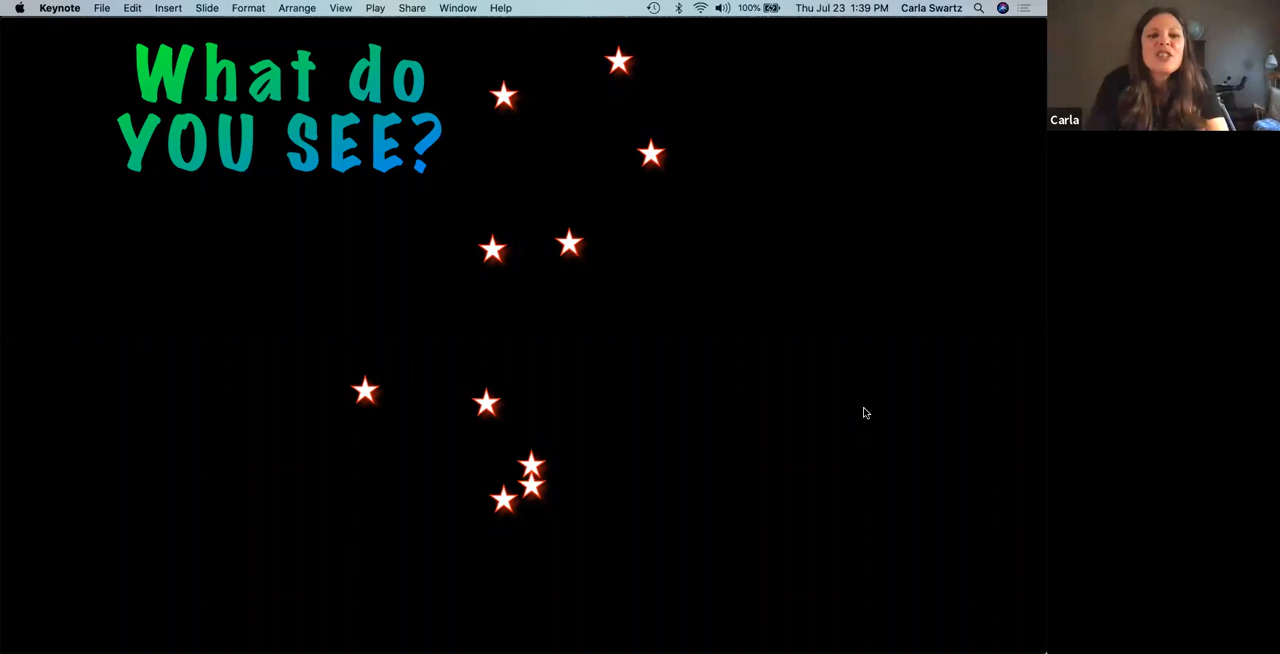 Keynote File Edit Insert Slide Format Arrange View Play Share Window Help 100% Thu Jul 23 1:39 PM Carla Swartz
What do
YOU SEE?
Carla